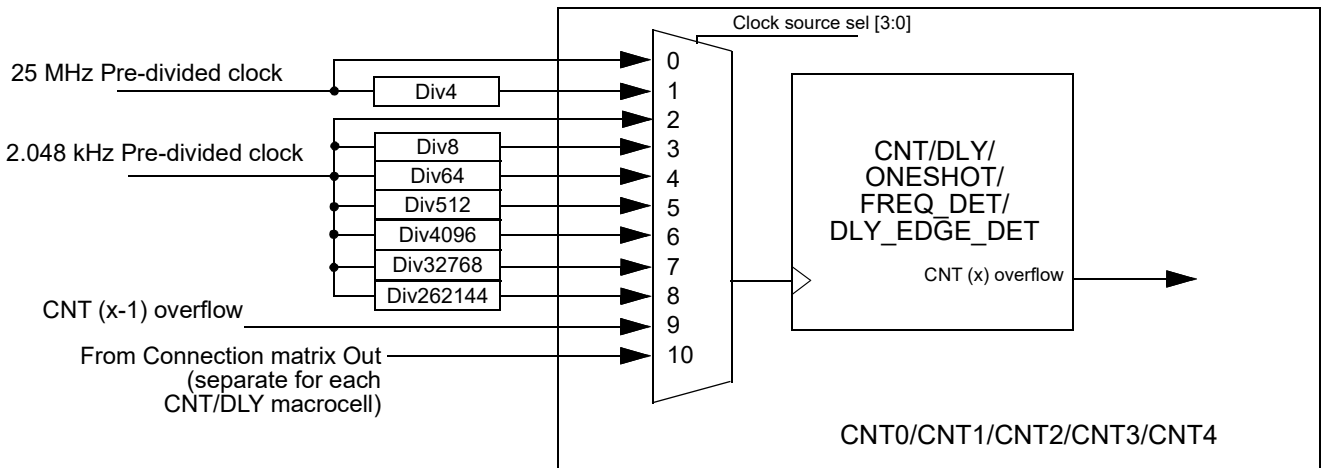 Clock source sel [3:0]
25 MHz Pre-divided clock
Div4
2.048 kHz Pre-divided clock
Div8
Div64
Div512
Div4096
Div32768
Div262144
CNT (x-1) overflow
From Connection matrix Out
(separate for each
CNT/DLY macrocell)
0
1
2
3
4
5
6
7
8
9
10
CNT/DLY/
ONESHOT/
FREQ_DET/
DLY_EDGE_DET
CNT (x) overflow
CNT0/CNT1/CNT2/CNT3/CNT4